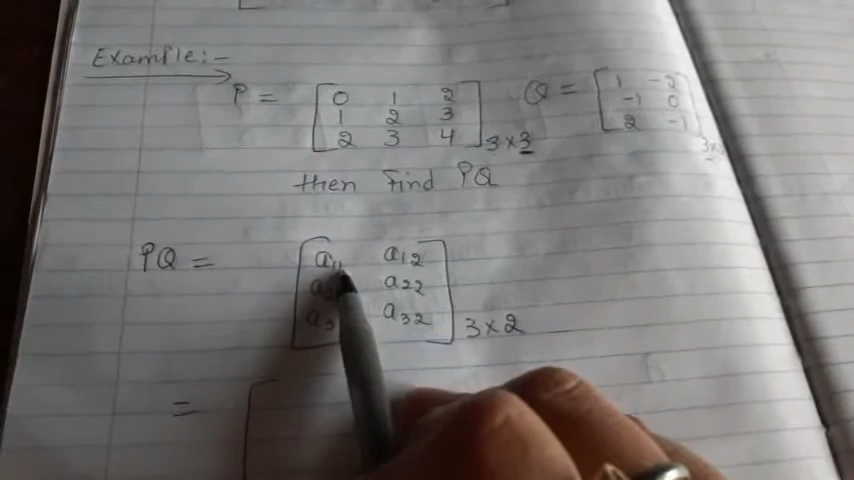 Example:-
P = [ 0 1 2 Q = [ 1 -2
1 2 3 -1 0
2 3 4 ] 3×3 2 -1 ]
then Find PQ
PQ = [ a11 a12
a22
a32 ] 3×2
= [